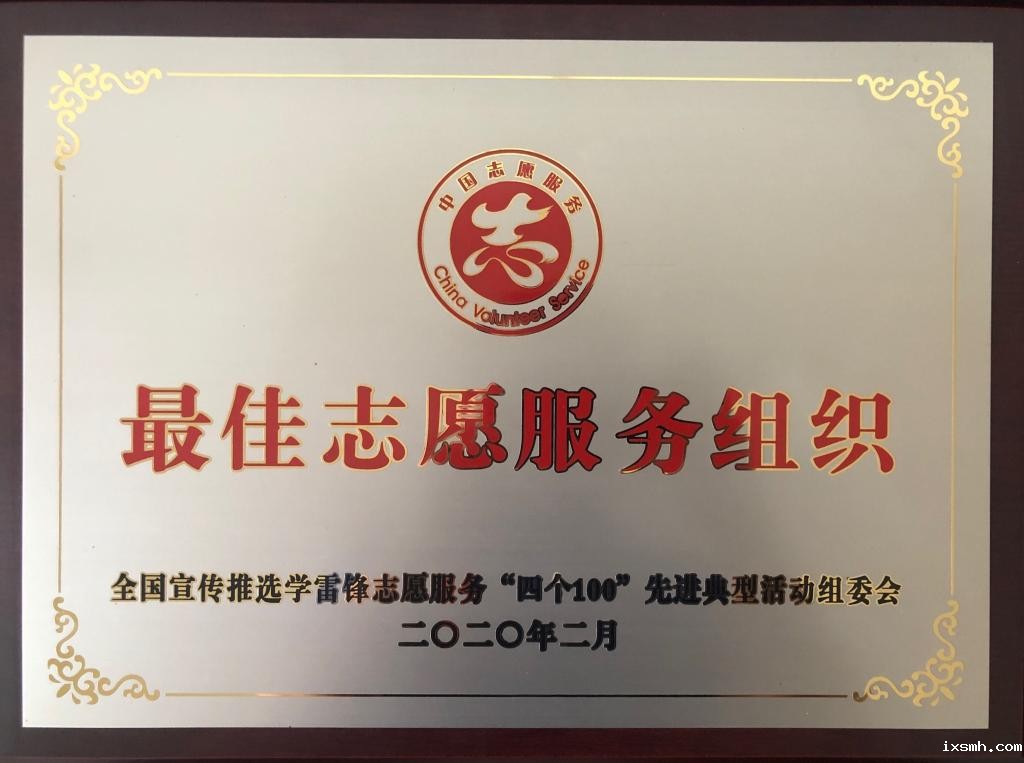 中国志愿服务
志
China Volunteer Service
最佳志愿服务组织
全国宣传推选学雷锋志愿服务“四个100”先进典型活动组委会
二〇二〇年二月
ixsmh.com